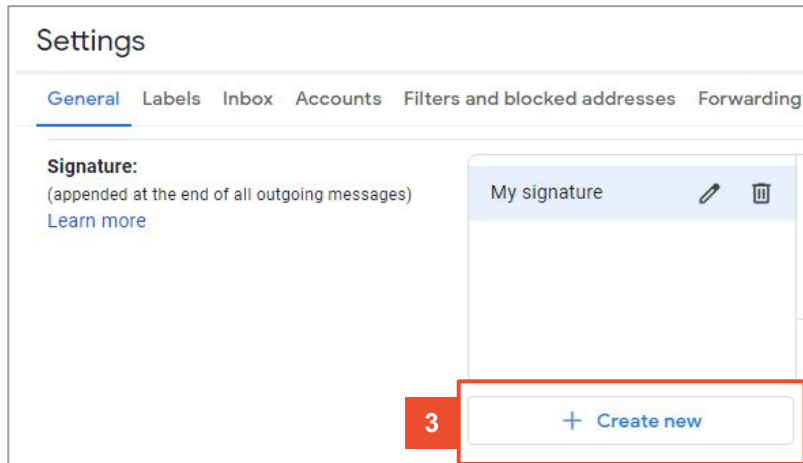 Settings
General Labels Inbox Accounts Filters and blocked addresses Forwarding
Signature:
(appended at the end of all outgoing messages)
Learn more
My signature
3
+ Create new